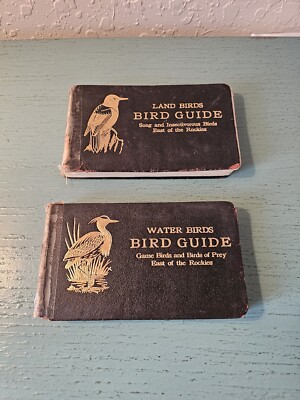 LAND BIRDS
BIRD GUIDE
Song and Insectivorous Birds
East of the Rockies
WATER BIRDS
BIRD GUIDE
Game Birds and Birds of Prey
East of the Rockies